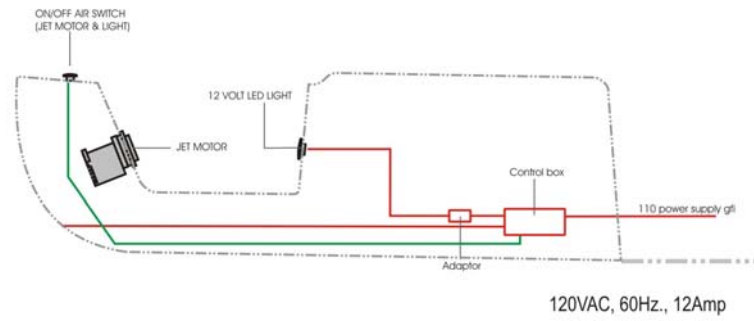 ON/OFF AIR SWITCH
(JET MOTOR & LIGHT)
12 VOLT LED LIGHT
JET MOTOR
Control box
110 power supply gfi
Adaptor
120VAC, 60Hz., 12Amp